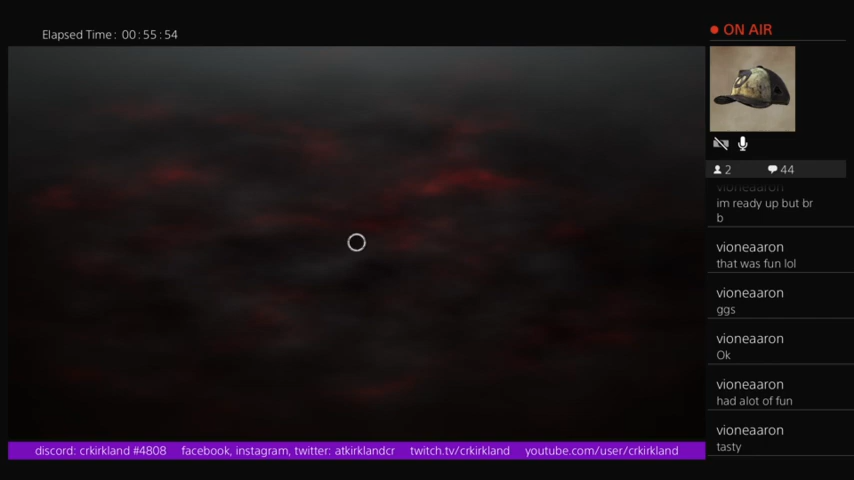 Elapsed Time: 00:55:54
ON AIR
2 44
vioneaaron
im ready up but br
b
vioneaaron
that was fun lol
vioneaaron
ggs
vioneaaron
Ok
vioneaaron
had alot of fun
vioneaaron
tasty
discord: crkirkland #4808 facebook, instagram, twitter: atkirklandcr twitch.tv/crkirkland youtube.com/user/crkirkland